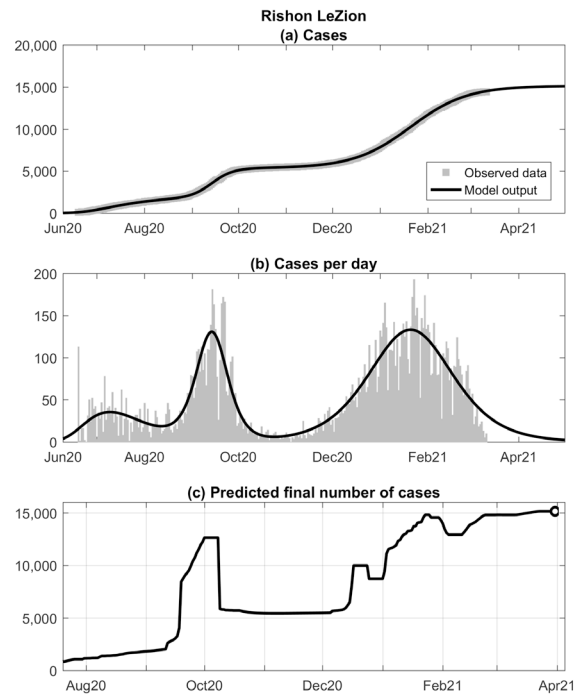 Rishon LeZion
(a) Cases
20,000
15,000
10,000
5,000
0
Observed data
Model output
Jun20 Aug20 Oct20 Dec20 Feb21 Apr21
(b) Cases per day
200
150
100
50
0
Jun20 Aug20 Oct20 Dec20 Feb21 Apr21
(c) Predicted final number of cases
15,000
10,000
5,000
0
Aug20 Oct20 Dec20 Feb21 Apr21